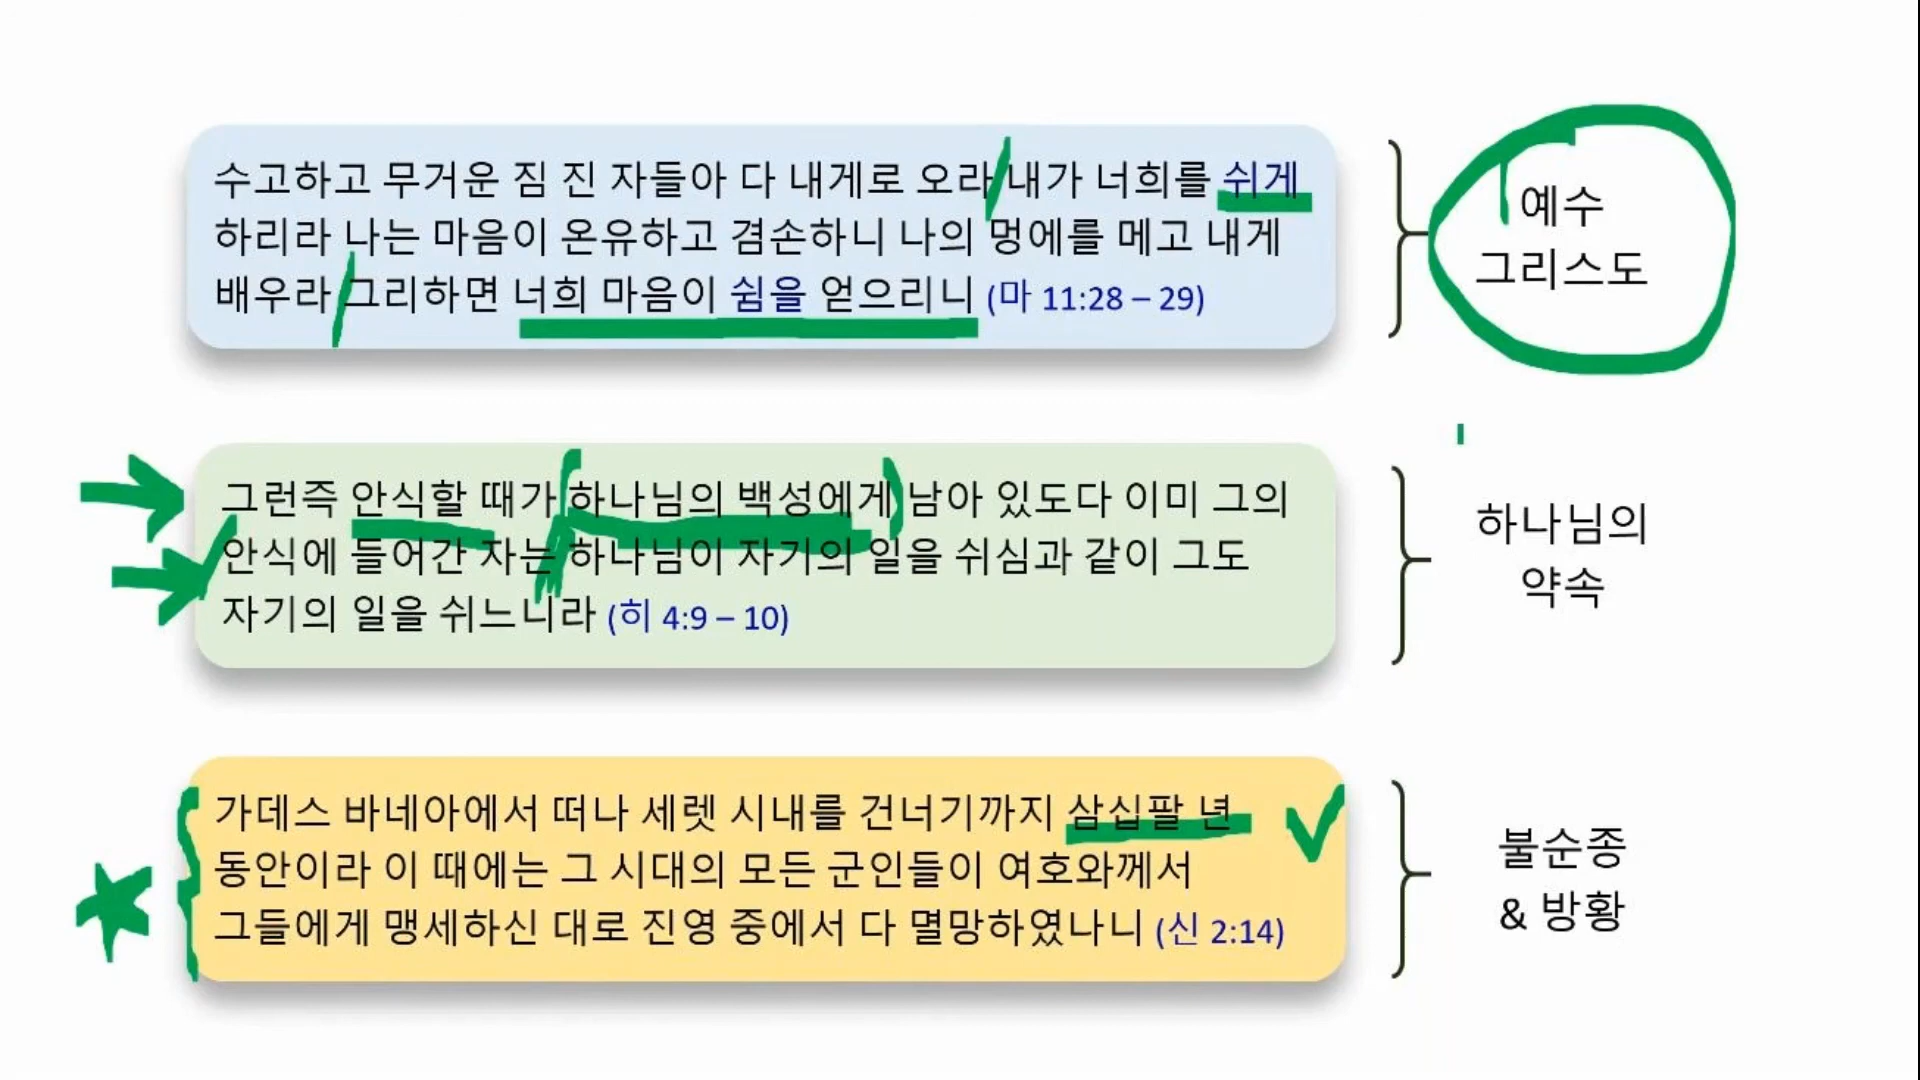 수고하고 무거운 짐 진 자들아 다 내게로 오라 내가 너희를 쉬게
하리라 나는 마음이 온유하고 겸손하니 나의 멍에를 메고 내게
배우라 그리하면 너희 마음이 쉼을 얻으리니 (마 11:28 – 29)
예수
그리스도
그런즉 안식할 때가 하나님의 백성에게 남아 있도다 이미 그의
안식에 들어간 자는 하나님이 자기의 일을 쉬심과 같이 그도
자기의 일을 쉬느니라 (히 4:9 – 10)
하나님의
약속
가데스 바네아에서 떠나 세렛 시내를 건너기까지 삼십팔 년
동안이라 이 때에는 그 시대의 모든 군인들이 여호와께서
그들에게 맹세하신 대로 진영 중에서 다 멸망하였나니 (신 2:14)
불순종
& 방황